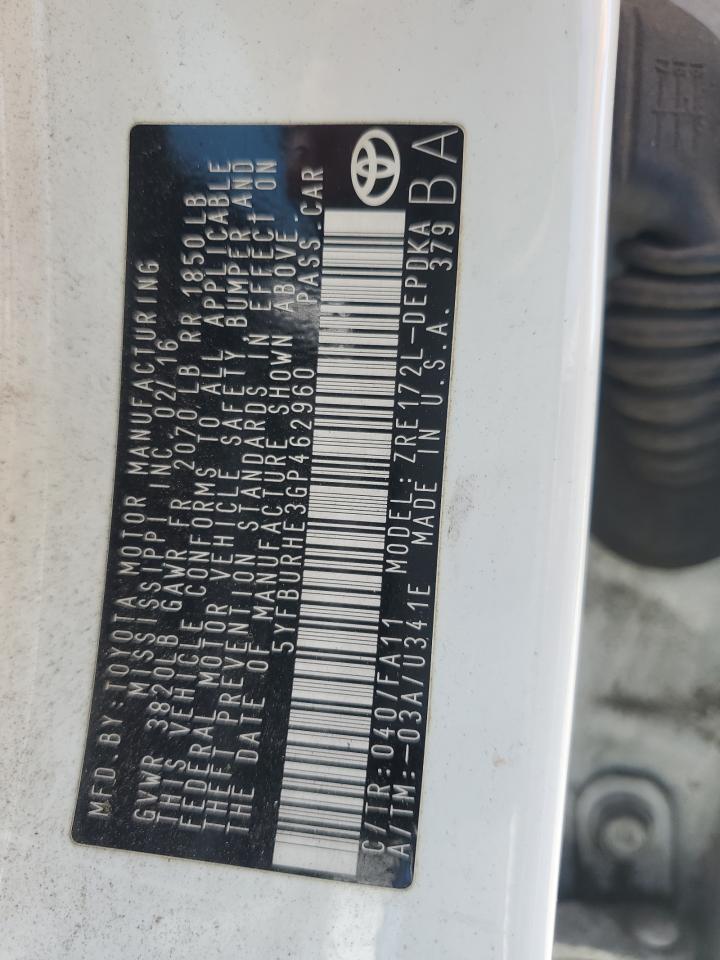 MFD. BY: TOYOTA MOTOR MANUFACTURING
MISSISSIPPI INC 02/16
GVWR 3820LB GAWR FR 2070 LB RR 1850LB
THIS VEHICLE CONFORMS TO ALL APPLICABLE
FEDERAL MOTOR VEHICLE SAFETY, BUMPER, AND
THEFT PREVENTION STANDARDS IN EFFECT ON
THE DATE OF MANUFACTURE SHOWN ABOVE.
5YFBURHE3GP462960 PASS. CAR
C/TR: 040/FA11 MODEL: ZRE172L-DEPDKA
A/TM: -03A/U341E MADE IN U.S.A. 379
BA